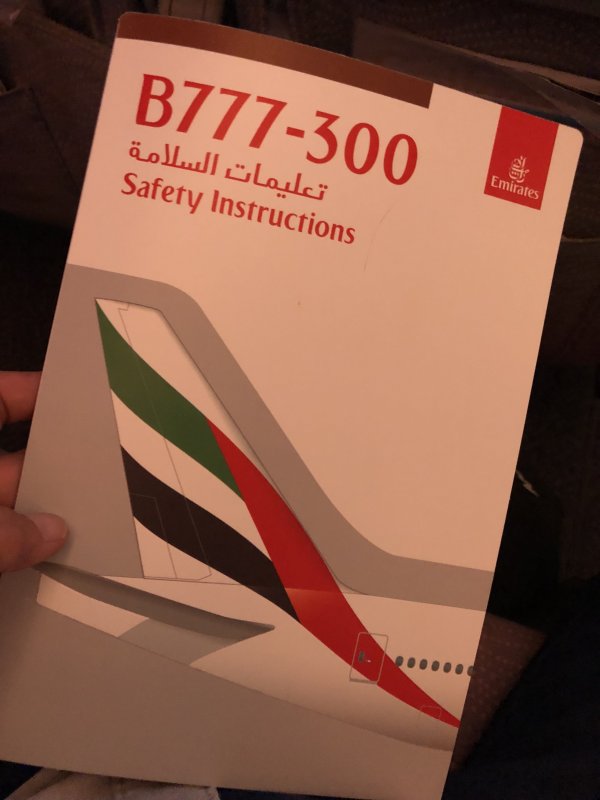 B777-300
تعليمات السلامة
Safety Instructions
Emirates